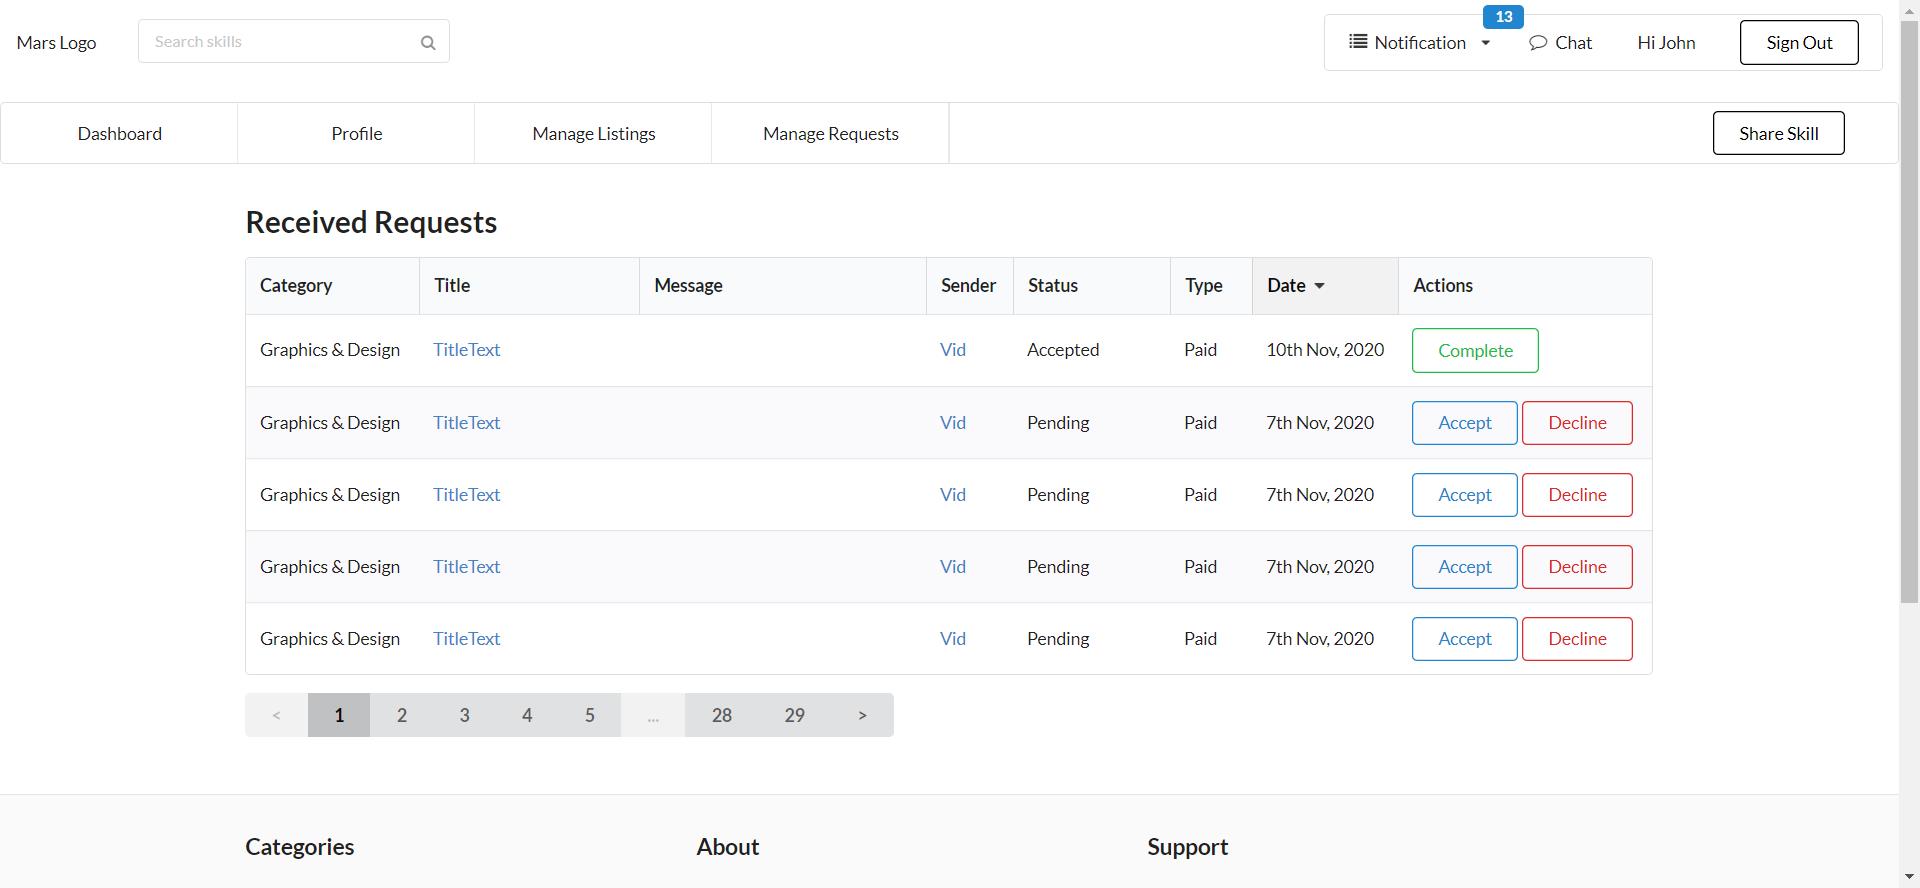 13
Mars Logo Search skills Notification Chat Hi John Sign Out
Dashboard Profile Manage Listings Manage Requests Share Skill
Received Requests
Category Title Message Sender Status Type Date Actions
Graphics & Design TitleText Vid Accepted Paid 10th Nov, 2020 Complete
Graphics & Design TitleText Vid Pending Paid 7th Nov, 2020 Accept Decline
Graphics & Design TitleText Vid Pending Paid 7th Nov, 2020 Accept Decline
Graphics & Design TitleText Vid Pending Paid 7th Nov, 2020 Accept Decline
Graphics & Design TitleText Vid Pending Paid 7th Nov, 2020 Accept Decline
< 1 2 3 4 5 ... 28 29 >
Categories About Support